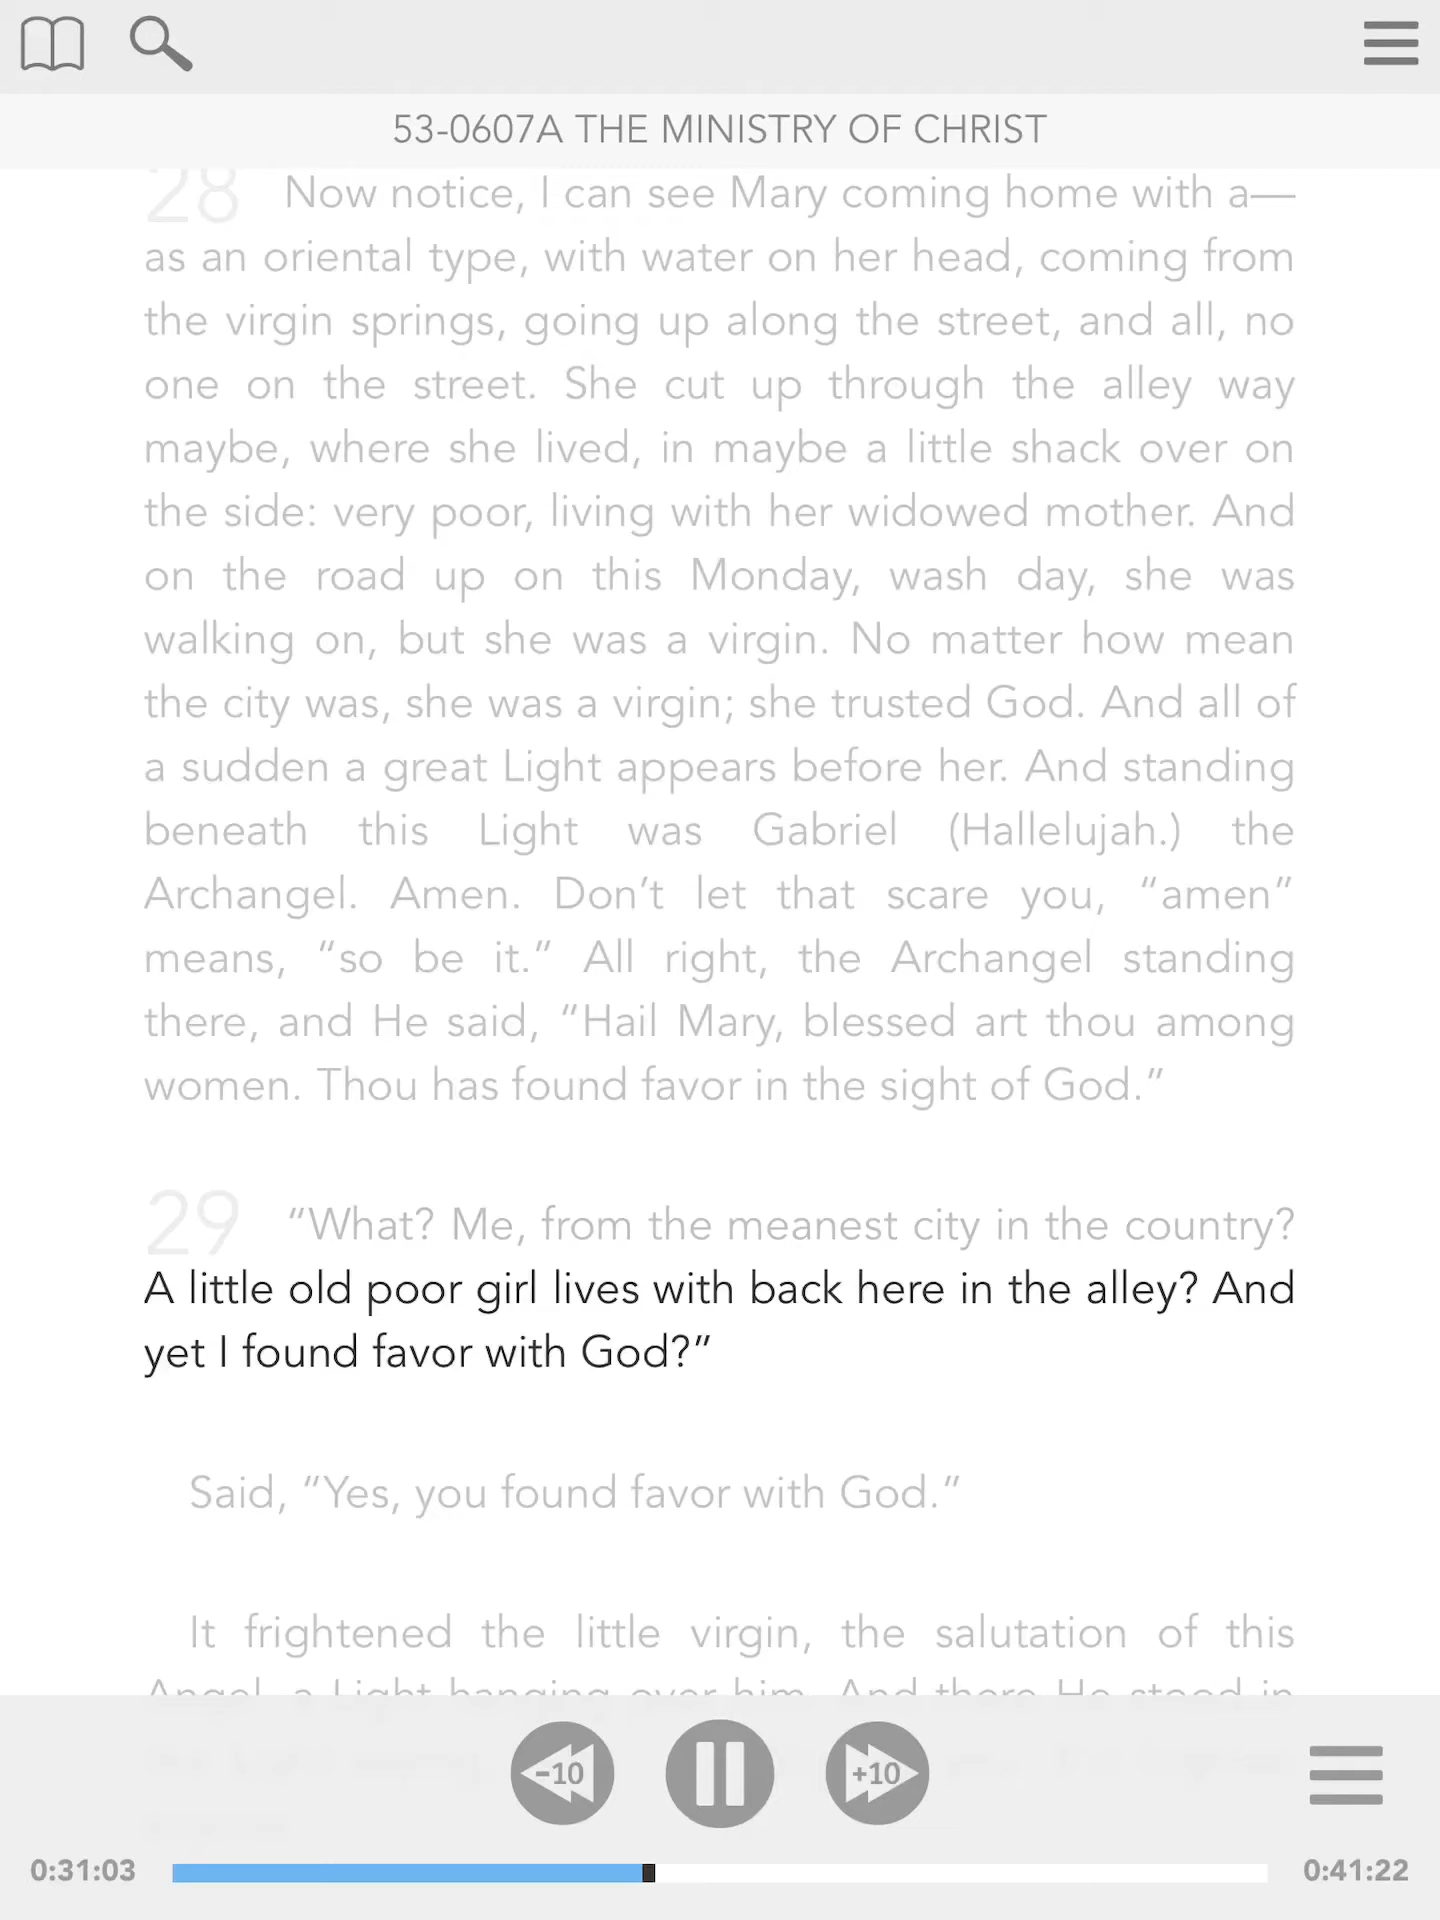 53-0607A THE MINISTRY OF CHRIST
28 Now notice, I can see Mary coming home with a—
as an oriental type, with water on her head, coming from
the virgin springs, going up along the street, and all, no
one on the street. She cut up through the alley way
maybe, where she lived, in maybe a little shack over on
the side: very poor, living with her widowed mother. And
on the road up on this Monday, wash day, she was
walking on, but she was a virgin. No matter how mean
the city was, she was a virgin; she trusted God. And all of
a sudden a great Light appears before her. And standing
beneath this Light was Gabriel (Hallelujah.) the
Archangel. Amen. Don’t let that scare you, “amen”
means, “so be it.” All right, the Archangel standing
there, and He said, “Hail Mary, blessed art thou among
women. Thou has found favor in the sight of God.”
29 “What? Me, from the meanest city in the country?
A little old poor girl lives with back here in the alley? And
yet I found favor with God?”
Said, “Yes, you found favor with God.”
It frightened the little virgin, the salutation of this
Angel, a Light hanging over him. And there He stood in
-10 +10
0:31:03 0:41:22